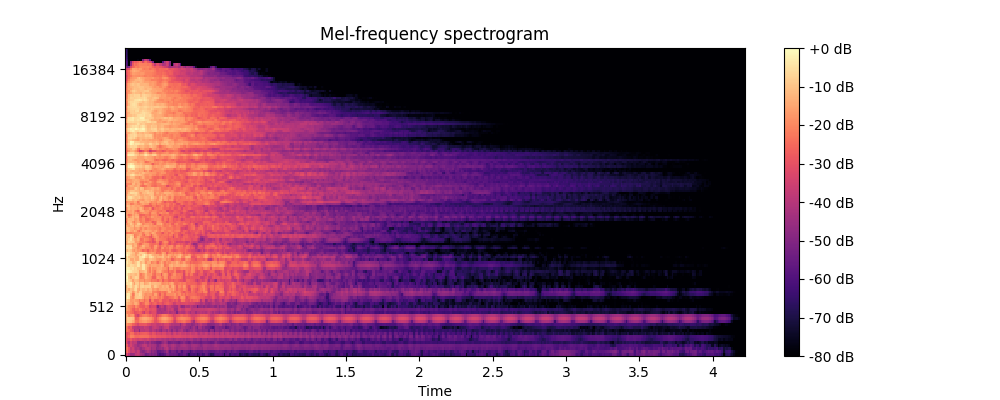 Mel-frequency spectrogram
Hz
16384
8192
4096
2048
1024
512
0
0 0.5 1 1.5 2 2.5 3 3.5 4
Time
+0 dB
-10 dB
-20 dB
-30 dB
-40 dB
-50 dB
-60 dB
-70 dB
-80 dB